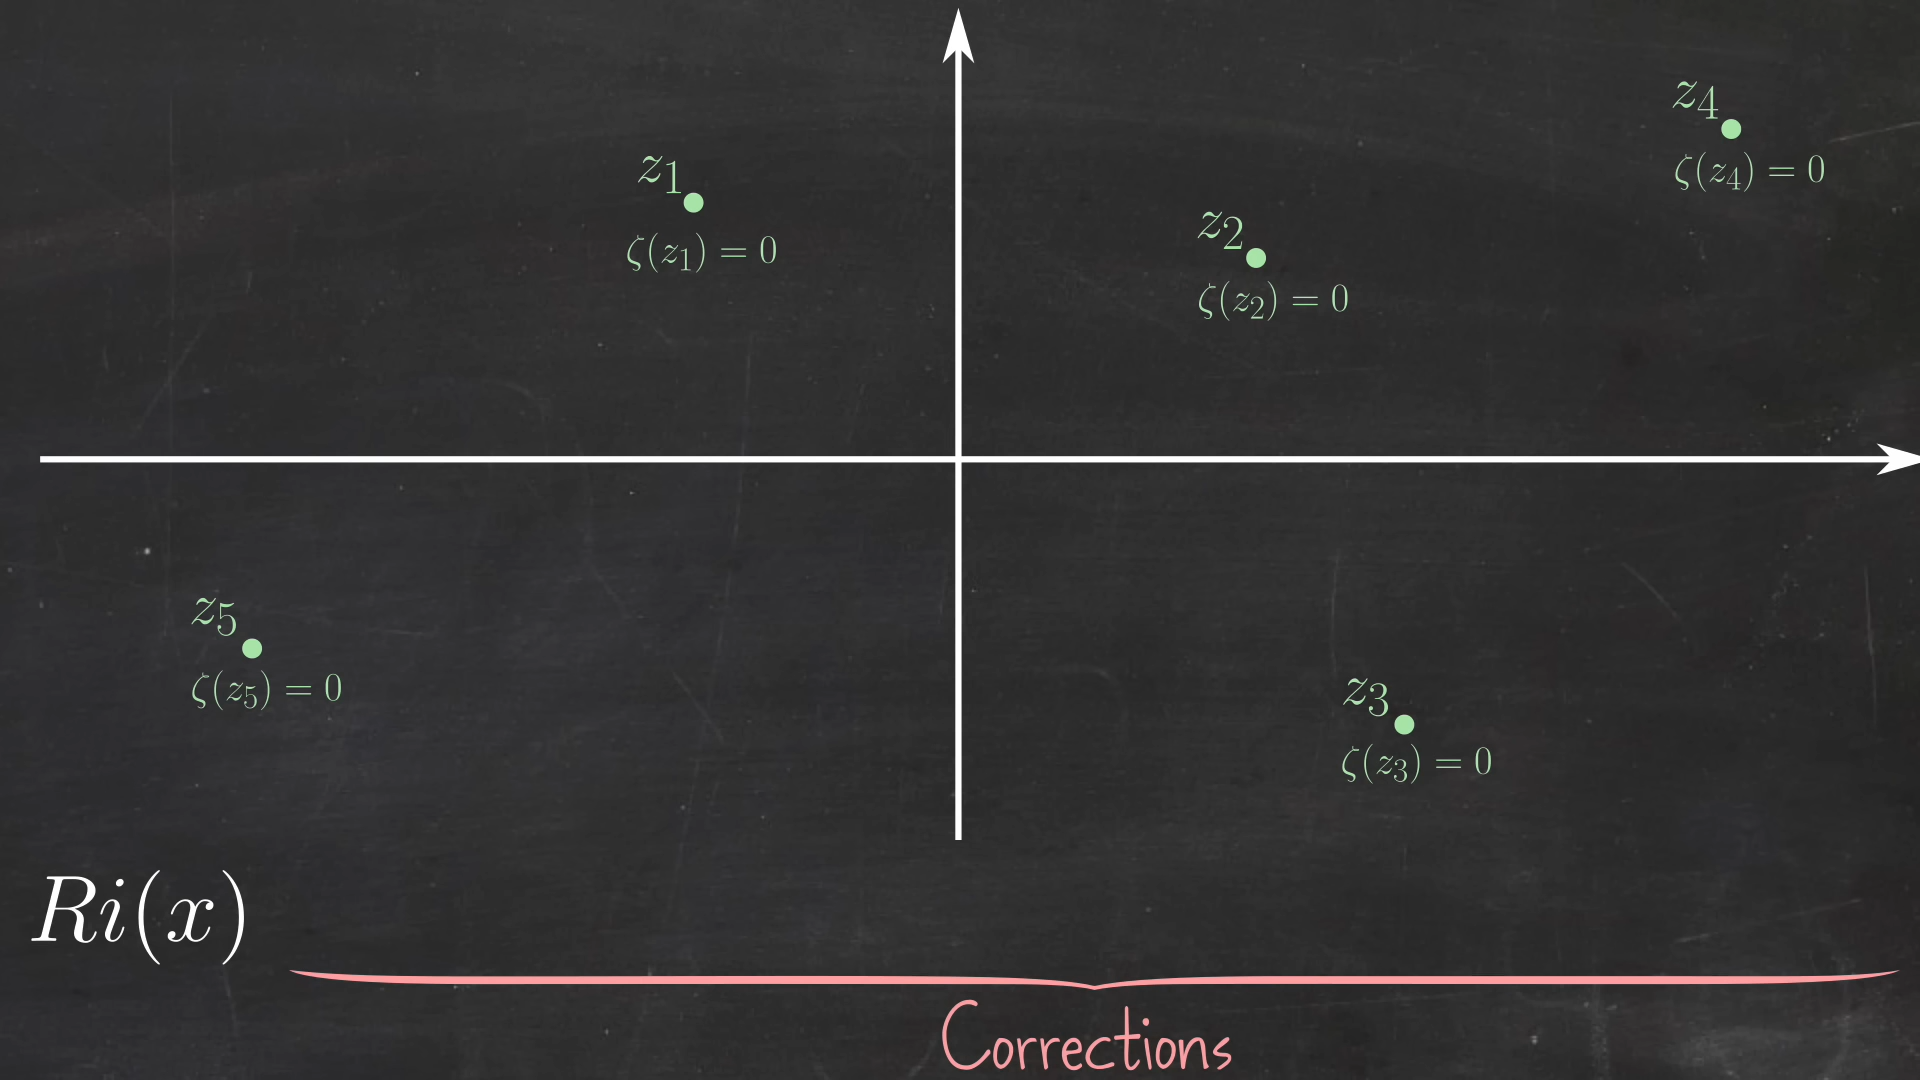 z₄
ζ(z₄) = 0
z₁
ζ(z₁) = 0
z₂
ζ(z₂) = 0
z₅
ζ(z₅) = 0
z₃
ζ(z₃) = 0
Ri(x)
Corrections